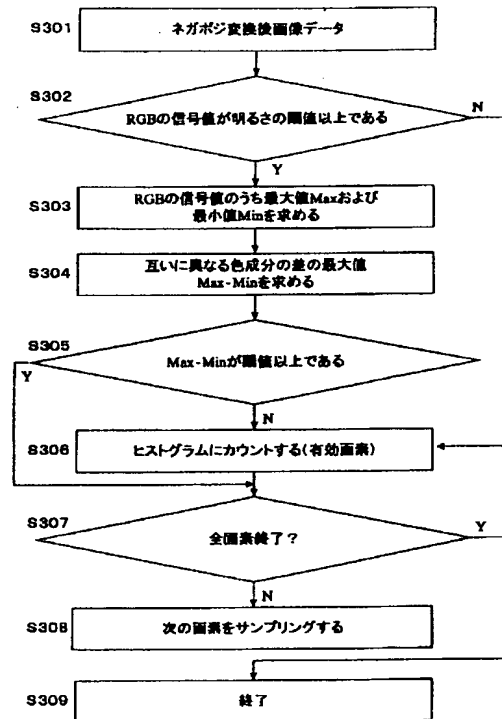 S301
ネガポジ変換後画像データ
S302
N
RGBの信号値が明るさの閾値以上である
Y
S303
RGBの信号値のうち最大値Maxおよび
最小値Minを求める
S304
互いに異なる色成分の差の最大値
Max-Minを求める
S305
Y
Max-Minが閾値以上である
N
S306
ヒストグラムにカウントする(有効画素)
S307
全画素終了？
Y
N
S308
次の画素をサンプリングする
S309
終了